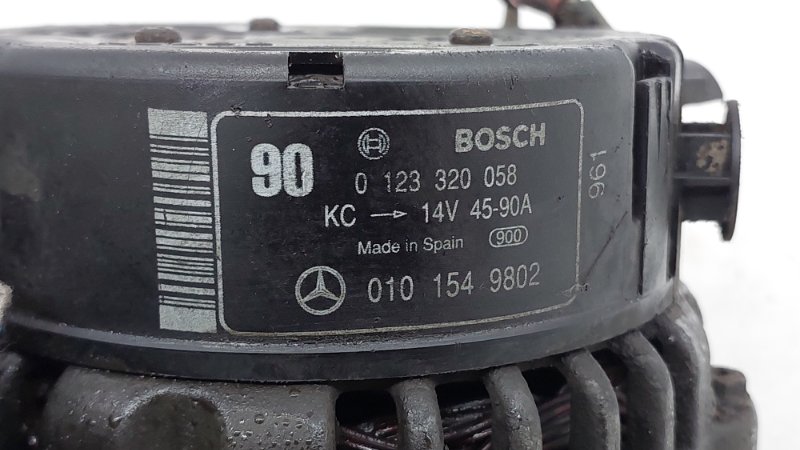 90 BOSCH
0 123 320 058
KC → 14V 45-90A
Made in Spain 900
010 154 9802
961